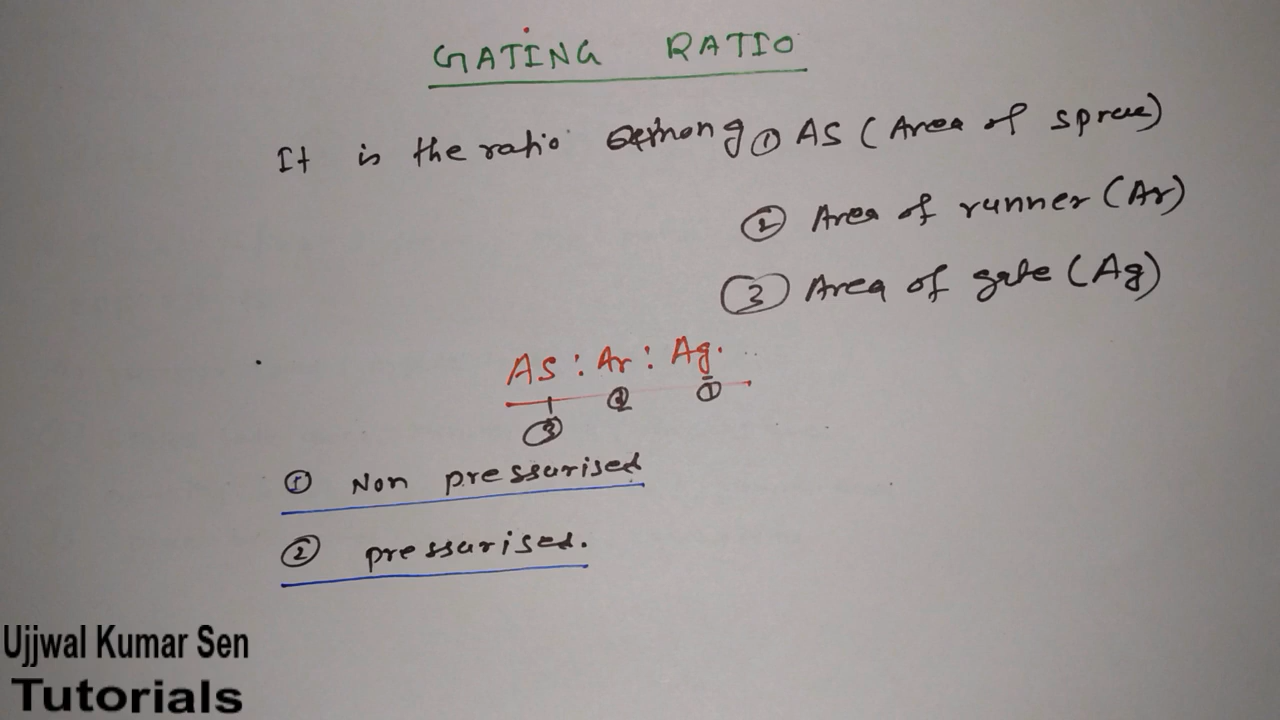 GATING RATIO
It is the ratio among ① AS (Area of sprue)
② Area of runner (Ar)
③ Area of gate (Ag)
AS : Ar : Ag.
③ ② ①
① Non pressurised
② pressurised.
Ujjwal Kumar Sen
Tutorials